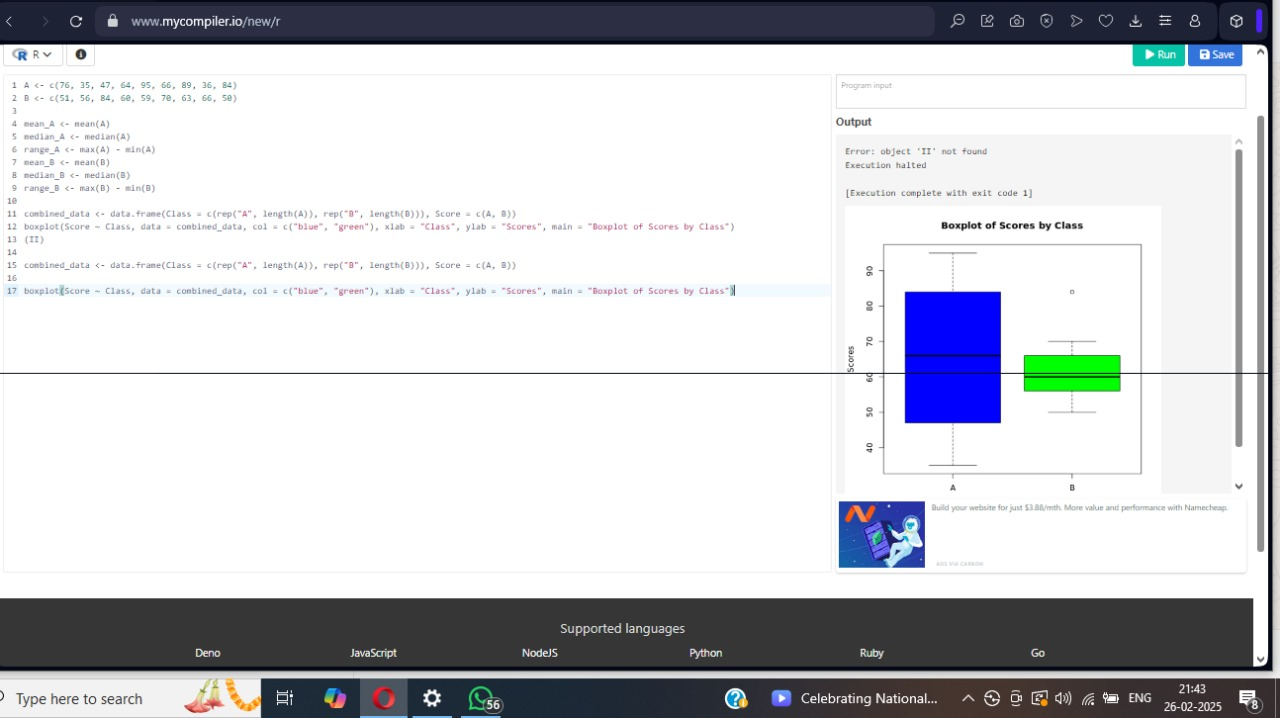 www.mycompiler.io/new/r
R
Run
Save
1 A <- c(76, 35, 47, 64, 95, 66, 89, 36, 84)
2 B <- c(51, 56, 84, 60, 59, 70, 63, 66, 50)
3
4 mean_A <- mean(A)
5 median_A <- median(A)
6 range_A <- max(A) - min(A)
7 mean_B <- mean(B)
8 median_B <- median(B)
9 range_B <- max(B) - min(B)
10
11 combined_data <- data.frame(Class = c(rep("A", length(A)), rep("B", length(B))), Score = c(A, B))
12 boxplot(Score ~ Class, data = combined_data, col = c("blue", "green"), xlab = "Class", ylab = "Scores", main = "Boxplot of Scores by Class")
13 (II)
14
15 combined_data <- data.frame(Class = c(rep("A", length(A)), rep("B", length(B))), Score = c(A, B))
16
17 boxplot(Score ~ Class, data = combined_data, col = c("blue", "green"), xlab = "Class", ylab = "Scores", main = "Boxplot of Scores by Class")
Program input
Output
Error: object 'II' not found
Execution halted
[Execution complete with exit code 1]
Boxplot of Scores by Class
90
80
70
60
50
40
Scores
A
B
Build your website for just $3.88/mth. More value and performance with Namecheap.
ADS VIA CARBON
Supported languages
Deno
JavaScript
NodeJS
Python
Ruby
Go
Type here to search
56
Celebrating National...
ENG
21:43
26-02-2025
8